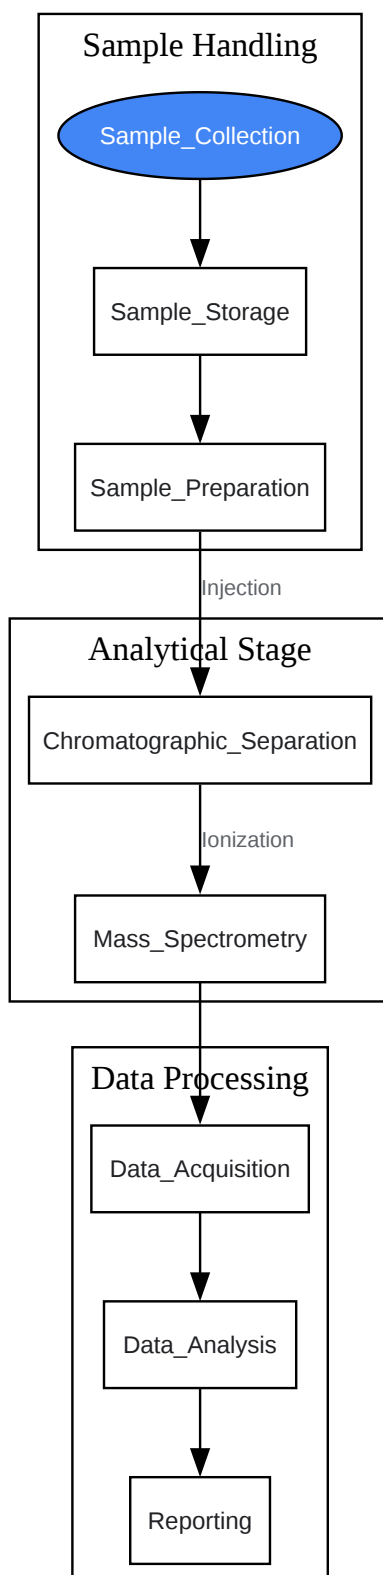 Sample Handling
Sample_Collection
Sample_Storage
Sample_Preparation
Injection
Analytical Stage
Chromatographic_Separation
Ionization
Mass_Spectrometry
Data Processing
Data_Acquisition
Data_Analysis
Reporting